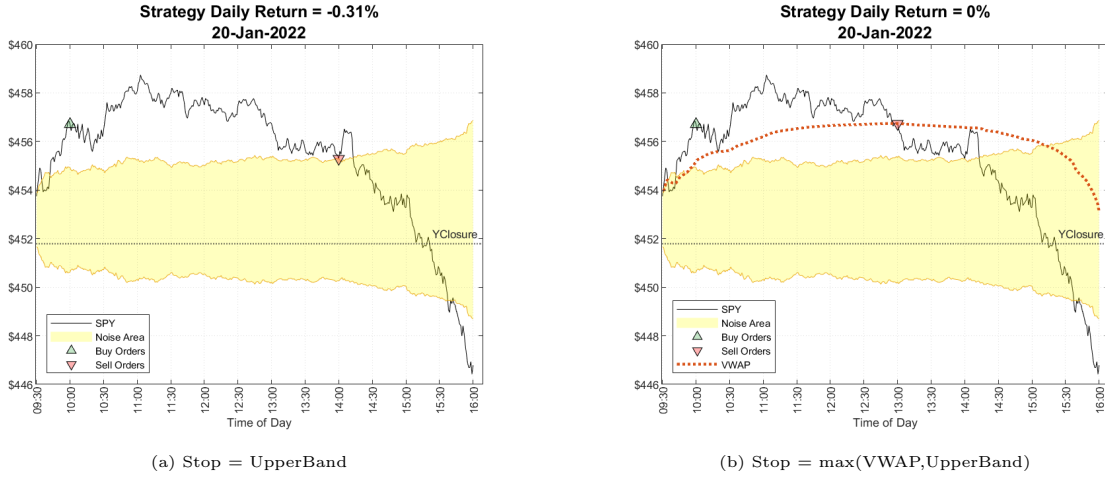 Strategy Daily Return = -0.31%
20-Jan-2022
$460
$458
$456
$454
$452
$450
$448
$446
YClosure
SPY
Noise Area
Buy Orders
Sell Orders
09:30
10:00
10:30
11:00
11:30
12:00
12:30
13:00
13:30
14:00
14:30
15:00
15:30
16:00
Time of Day
(a) Stop = UpperBand
Strategy Daily Return = 0%
20-Jan-2022
$460
$458
$456
$454
$452
$450
$448
$446
YClosure
SPY
Noise Area
Buy Orders
Sell Orders
VWAP
09:30
10:00
10:30
11:00
11:30
12:00
12:30
13:00
13:30
14:00
14:30
15:00
15:30
16:00
Time of Day
(b) Stop = max(VWAP,UpperBand)